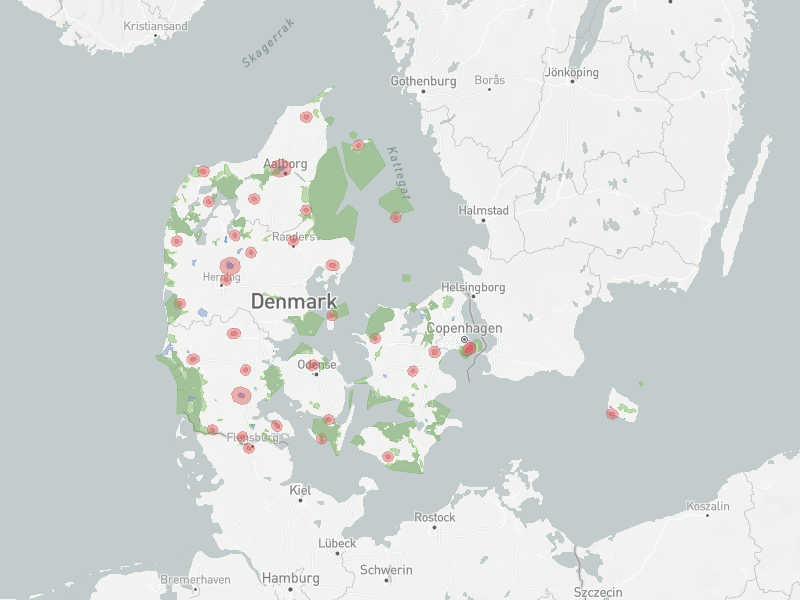 Kristiansand
Skagerrak
Gothenburg
Borås
Jönköping
Aalborg
Kattegat
Halmstad
Randers
Herning
Denmark
Helsingborg
Copenhagen
Odense
Flensburg
Kiel
Rostock
Koszalin
Lübeck
Schwerin
Bremerhaven
Hamburg
Szczecin